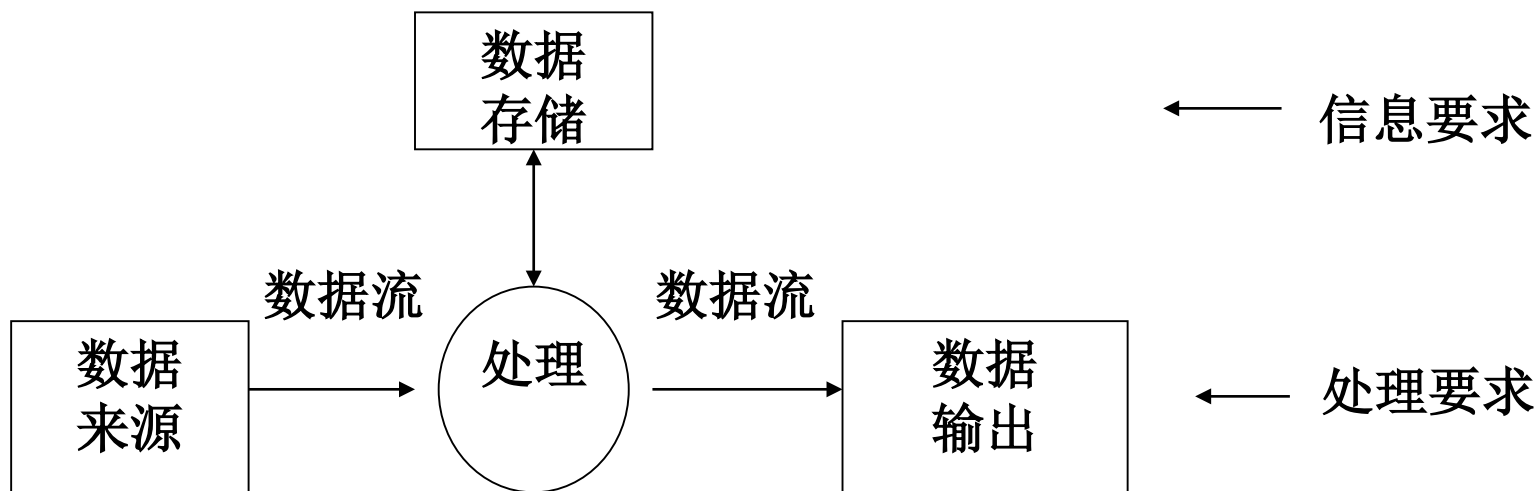 数据
存储
信息要求
数据流
数据流
数据
来源
处理
数据
输出
处理要求